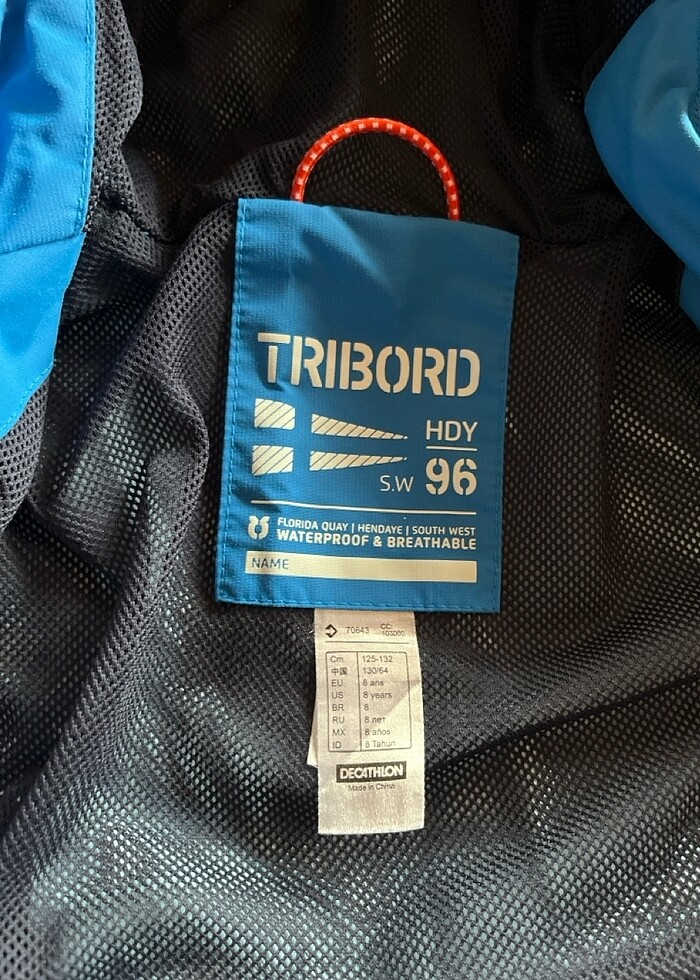 TRIBORD
HDY
S.W 96
FLORIDA QUAY | HENDAYE | SOUTH WEST
WATERPROOF & BREATHABLE
NAME
70643 CC:
103000
Cm 125-132
中国 130/64
EU 8 ans
US 8 years
BR 8
RU 8 лет
MX 8 años
ID 8 Tahun
DECATHLON
Made in China